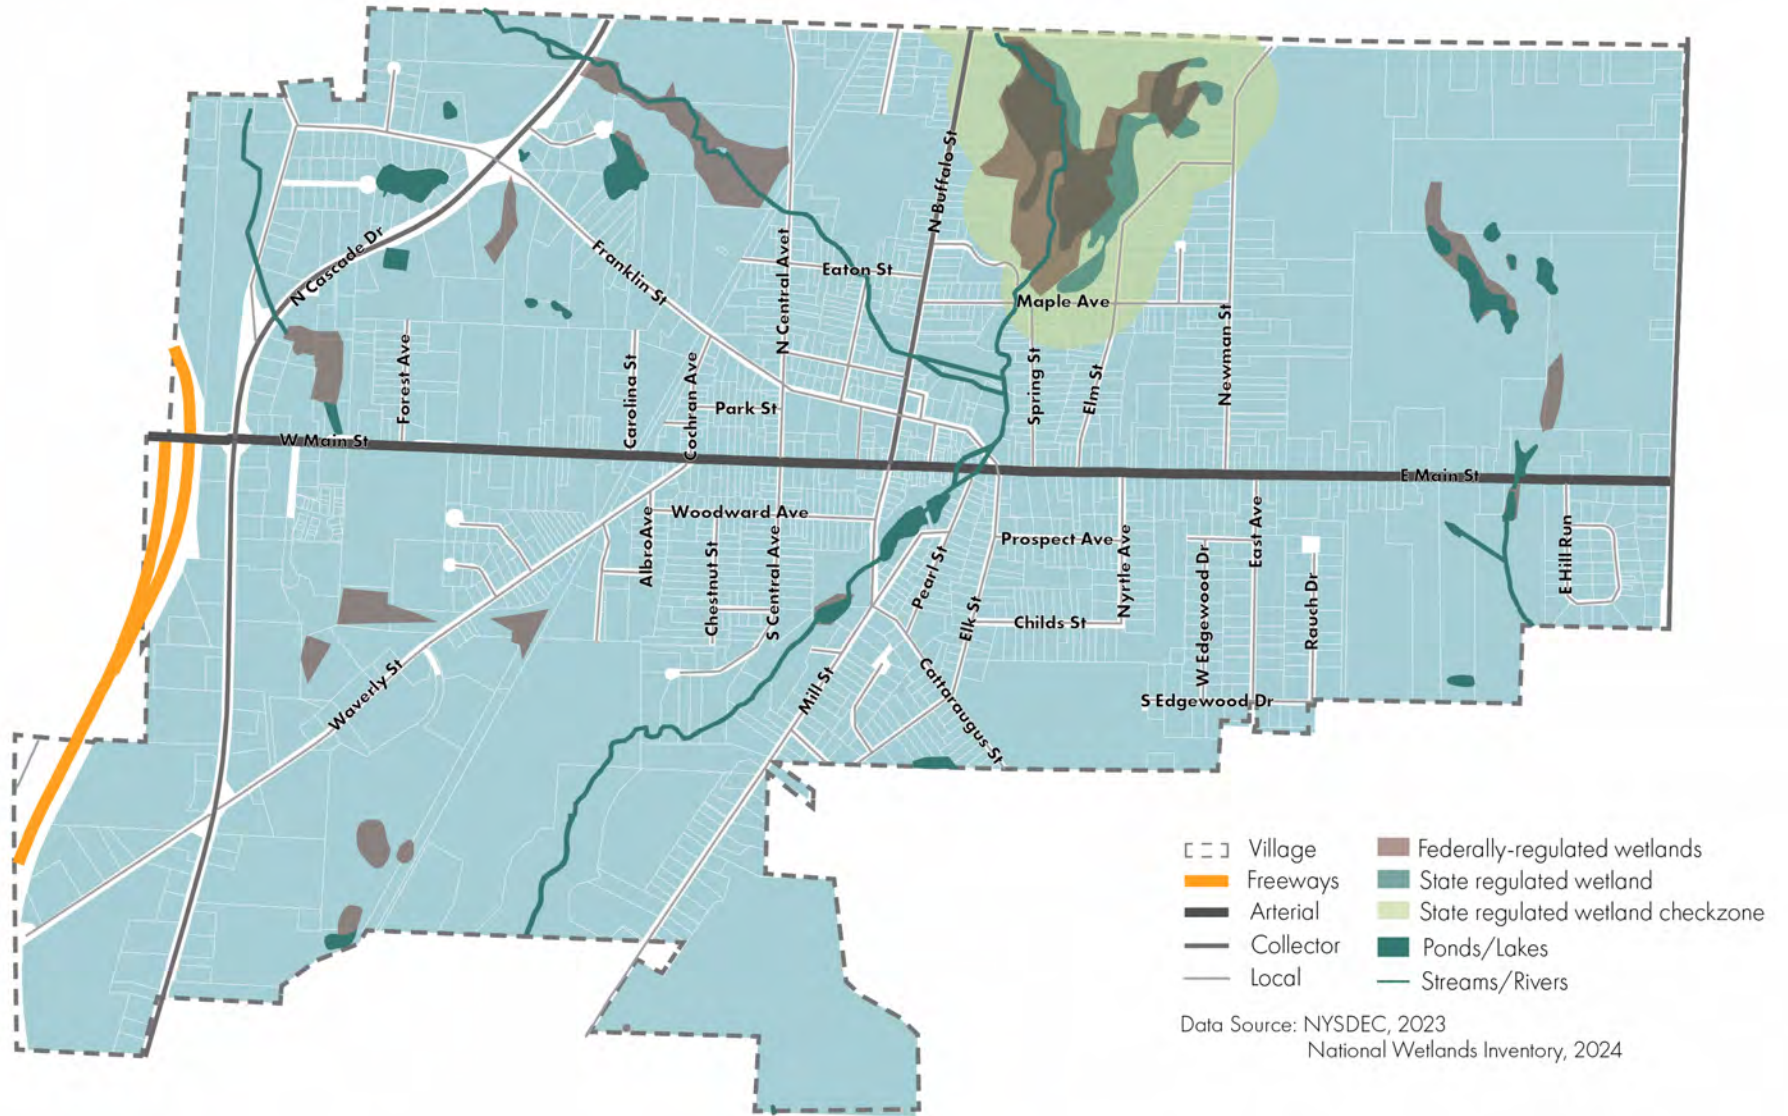 N Buffalo St
N Cascade Dr
Franklin St
N Central Avet
Eaton St
Maple Ave
Forest Ave
Carolina St
Cochran Ave
Park St
Spring St
Elm St
Newman St
W Main St
E Main St
Woodward Ave
AlbroAve
Chestnut St
S Central Ave
Pearl St
Prospect Ave
Nyrtle Ave
East Ave
W Edgewood Dr
Rauch Dr
E Hill Run
Elk St
Childs St
Waverly St
Mill St
Cattaraugus St
S Edgewood Dr
Village
Freeways
Arterial
Collector
Local
Federally-regulated wetlands
State regulated wetland
State regulated wetland checkzone
Ponds/Lakes
Streams/Rivers
Data Source: NYSDEC, 2023
National Wetlands Inventory, 2024